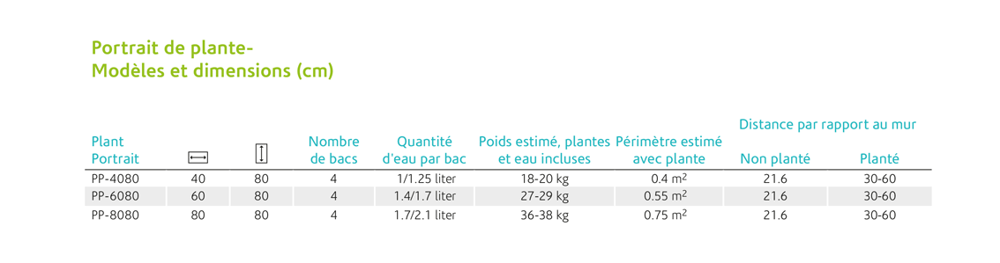 Portrait de plante-
Modèles et dimensions (cm)
Distance par rapport au mur
Plant Nombre Quantité Poids estimé, plantes Périmètre estimé
Portrait de bacs d'eau par bac et eau incluses avec plante Non planté Planté
PP-4080 40 80 4 1/1.25 liter 18-20 kg 0.4 m² 21.6 30-60
PP-6080 60 80 4 1.4/1.7 liter 27-29 kg 0.55 m² 21.6 30-60
PP-8080 80 80 4 1.7/2.1 liter 36-38 kg 0.75 m² 21.6 30-60